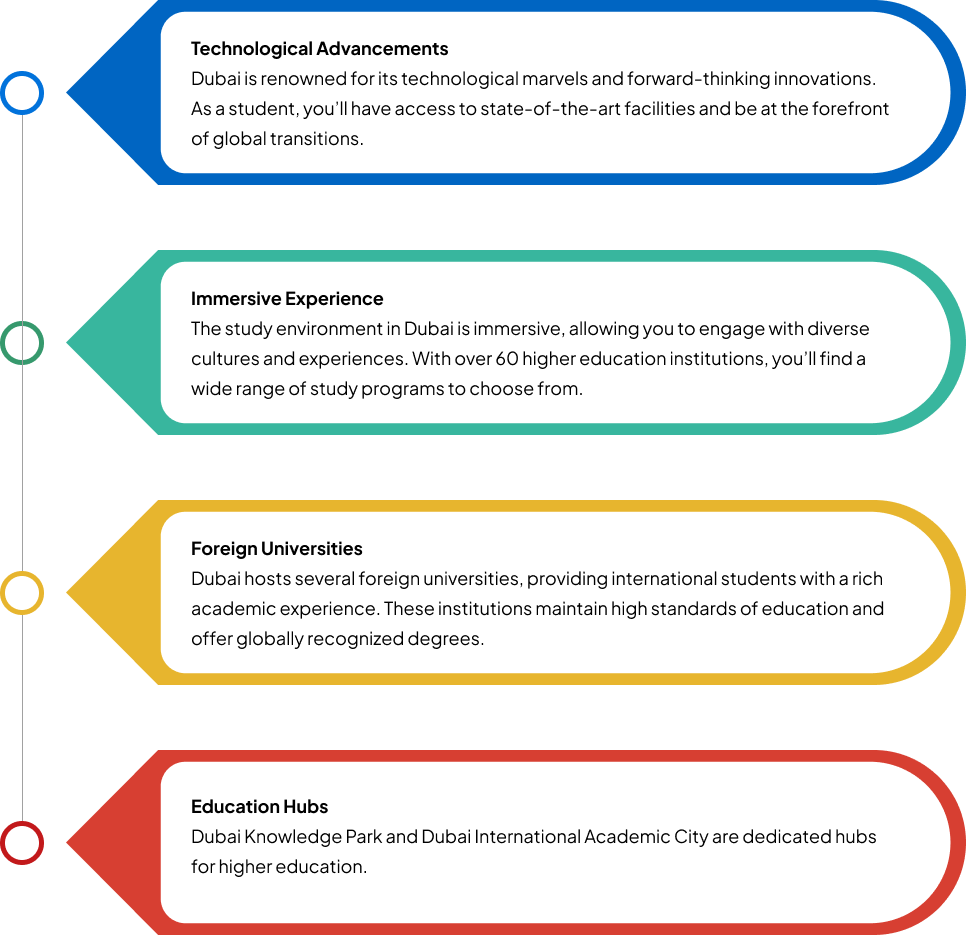 Technological Advancements
Dubai is renowned for its technological marvels and forward-thinking innovations.
As a student, you’ll have access to state-of-the-art facilities and be at the forefront
of global transitions.
Immersive Experience
The study environment in Dubai is immersive, allowing you to engage with diverse
cultures and experiences. With over 60 higher education institutions, you’ll find a
wide range of study programs to choose from.
Foreign Universities
Dubai hosts several foreign universities, providing international students with a rich
academic experience. These institutions maintain high standards of education and
offer globally recognized degrees.
Education Hubs
Dubai Knowledge Park and Dubai International Academic City are dedicated hubs
for higher education.